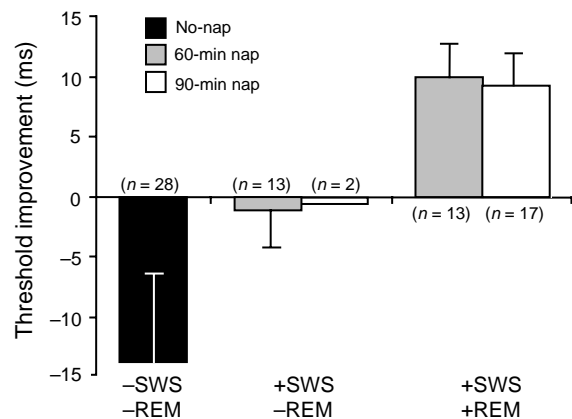 Threshold improvement (ms)
15
10
5
0
–5
–10
–15
No-nap
60-min nap
90-min nap
(n = 28)
(n = 13)
(n = 2)
(n = 13)
(n = 17)
–SWS
–REM
+SWS
–REM
+SWS
+REM